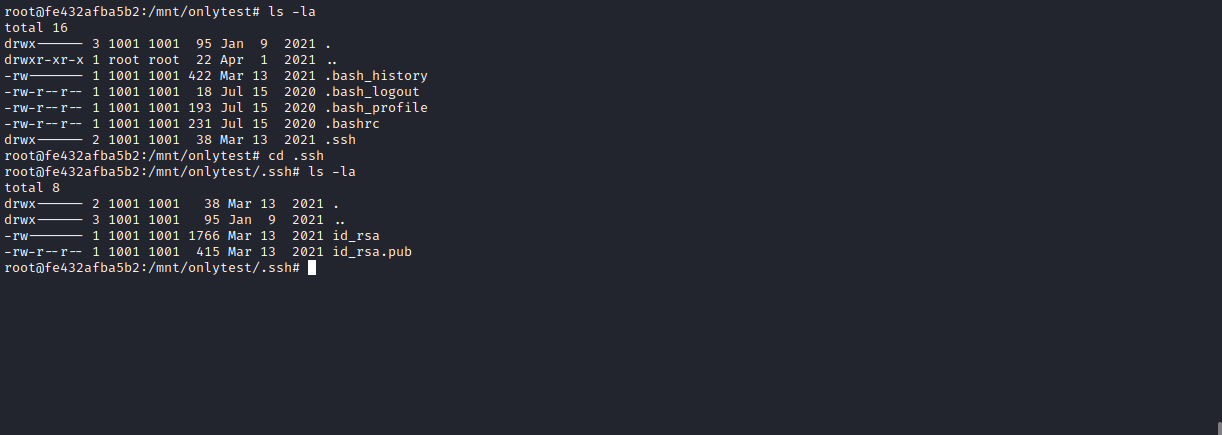 root@fe432afba5b2:/mnt/onlytest# ls -la
total 16
drwx------ 3 1001 1001  95 Jan  9  2021 .
drwxr-xr-x 1 root root  22 Apr  1  2021 ..
-rw------- 1 1001 1001 422 Mar 13  2021 .bash_history
-rw-r--r-- 1 1001 1001  18 Jul 15  2020 .bash_logout
-rw-r--r-- 1 1001 1001 193 Jul 15  2020 .bash_profile
-rw-r--r-- 1 1001 1001 231 Jul 15  2020 .bashrc
drwx------ 2 1001 1001  38 Mar 13  2021 .ssh
root@fe432afba5b2:/mnt/onlytest# cd .ssh
root@fe432afba5b2:/mnt/onlytest/.ssh# ls -la
total 8
drwx------ 2 1001 1001   38 Mar 13  2021 .
drwx------ 3 1001 1001   95 Jan  9  2021 ..
-rw------- 1 1001 1001 1766 Mar 13  2021 id_rsa
-rw-r--r-- 1 1001 1001  415 Mar 13  2021 id_rsa.pub
root@fe432afba5b2:/mnt/onlytest/.ssh#